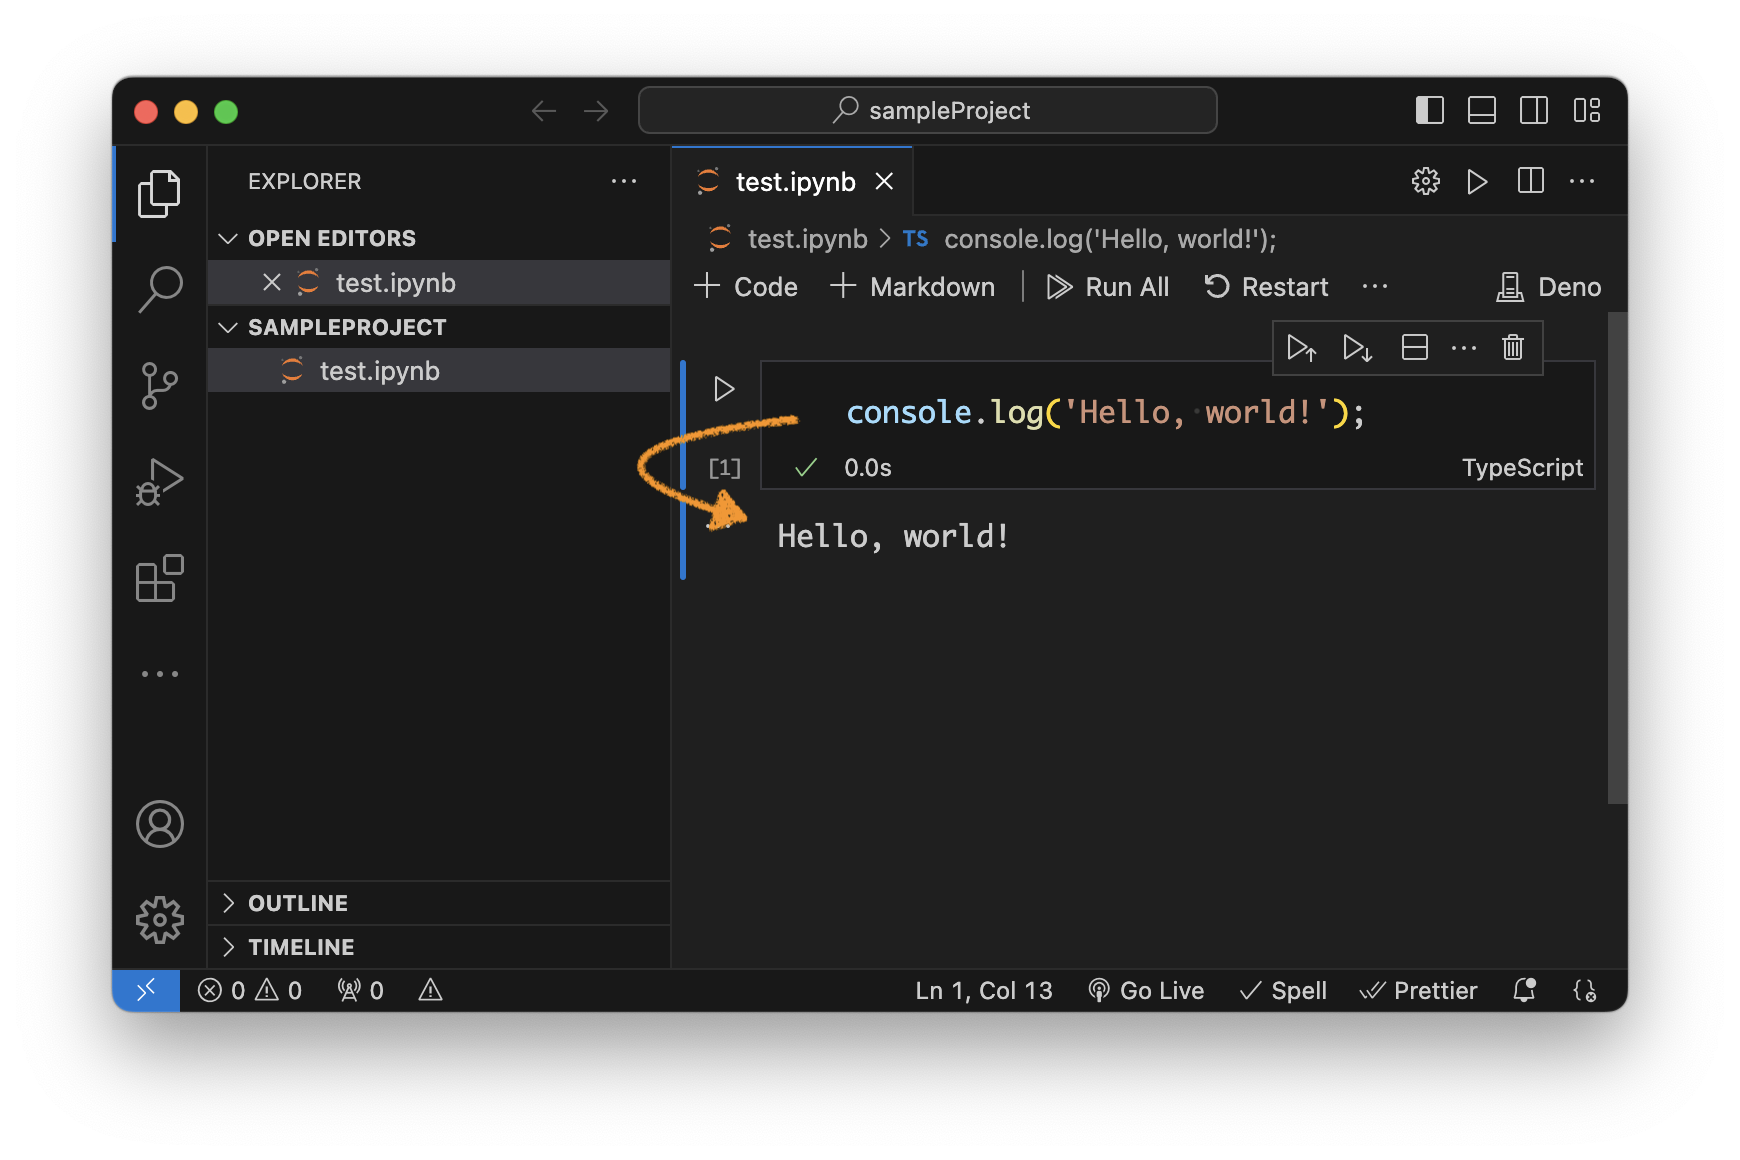 sampleProject
EXPLORER
OPEN EDITORS
test.ipynb
SAMPLEPROJECT
test.ipynb
OUTLINE
TIMELINE
test.ipynb
test.ipynb > TS console.log('Hello, world!');
Code Markdown Run All Restart Deno
console.log('Hello, world!');
[1] 0.0s TypeScript
Hello, world!
0 0 0 Ln 1, Col 13 Go Live Spell Prettier